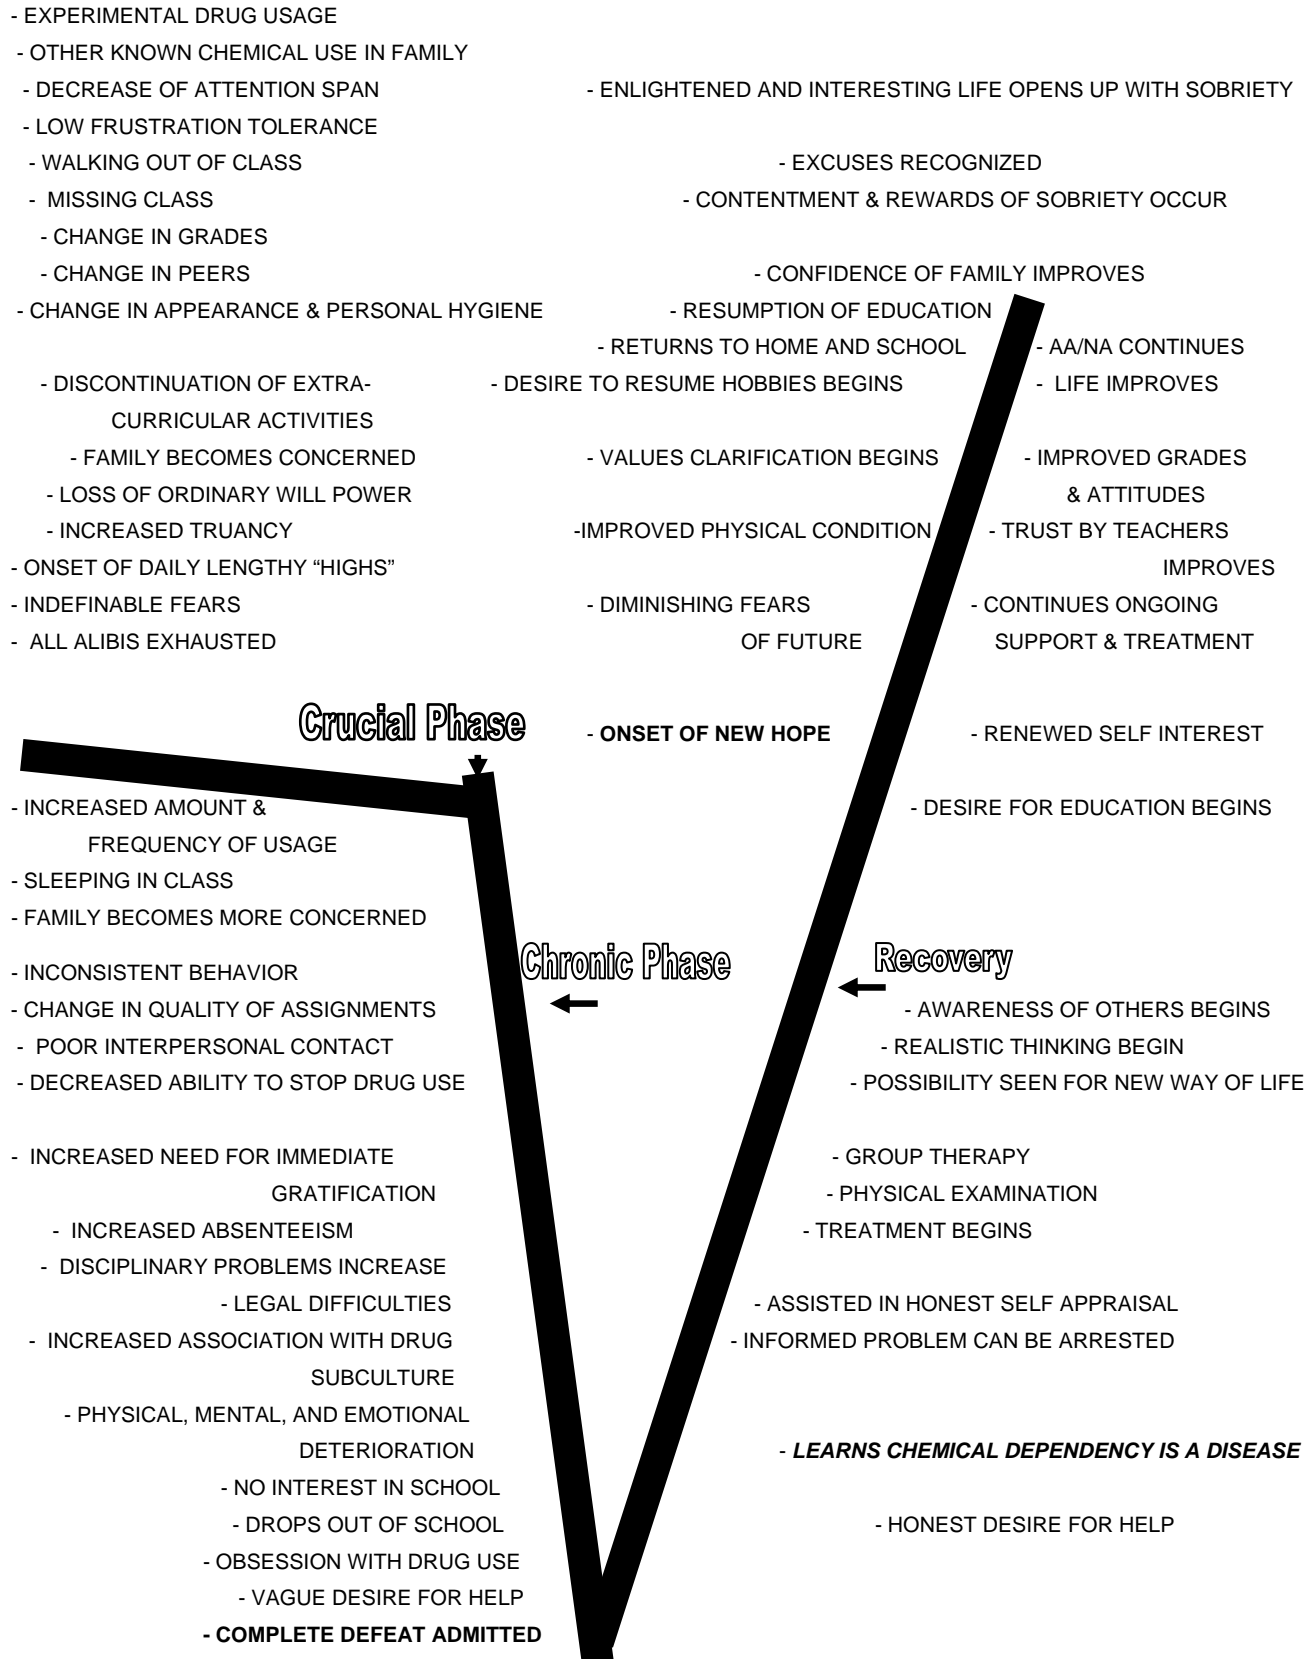 - EXPERIMENTAL DRUG USAGE
- OTHER KNOWN CHEMICAL USE IN FAMILY
- DECREASE OF ATTENTION SPAN
- ENLIGHTENED AND INTERESTING LIFE OPENS UP WITH SOBRIETY
- LOW FRUSTRATION TOLERANCE
- WALKING OUT OF CLASS
- EXCUSES RECOGNIZED
- MISSING CLASS
- CONTENTMENT & REWARDS OF SOBRIETY OCCUR
- CHANGE IN GRADES
- CHANGE IN PEERS
- CONFIDENCE OF FAMILY IMPROVES
- CHANGE IN APPEARANCE & PERSONAL HYGIENE
- RESUMPTION OF EDUCATION
- RETURNS TO HOME AND SCHOOL
- AA/NA CONTINUES
- DISCONTINUATION OF EXTRA-
CURRICULAR ACTIVITIES
- DESIRE TO RESUME HOBBIES BEGINS
- LIFE IMPROVES
- FAMILY BECOMES CONCERNED
- VALUES CLARIFICATION BEGINS
- IMPROVED GRADES
& ATTITUDES
- LOSS OF ORDINARY WILL POWER
- INCREASED TRUANCY
-IMPROVED PHYSICAL CONDITION
- TRUST BY TEACHERS
IMPROVES
- ONSET OF DAILY LENGTHY “HIGHS”
- INDEFINABLE FEARS
- DIMINISHING FEARS
OF FUTURE
- CONTINUES ONGOING
SUPPORT & TREATMENT
- ALL ALIBIS EXHAUSTED
Crucial Phase
- ONSET OF NEW HOPE
- RENEWED SELF INTEREST
- INCREASED AMOUNT &
FREQUENCY OF USAGE
- DESIRE FOR EDUCATION BEGINS
- SLEEPING IN CLASS
- FAMILY BECOMES MORE CONCERNED
Chronic Phase
Recovery
- INCONSISTENT BEHAVIOR
- CHANGE IN QUALITY OF ASSIGNMENTS
- AWARENESS OF OTHERS BEGINS
- POOR INTERPERSONAL CONTACT
- REALISTIC THINKING BEGIN
- DECREASED ABILITY TO STOP DRUG USE
- POSSIBILITY SEEN FOR NEW WAY OF LIFE
- INCREASED NEED FOR IMMEDIATE
GRATIFICATION
- GROUP THERAPY
- PHYSICAL EXAMINATION
- INCREASED ABSENTEEISM
- TREATMENT BEGINS
- DISCIPLINARY PROBLEMS INCREASE
- LEGAL DIFFICULTIES
- ASSISTED IN HONEST SELF APPRAISAL
- INCREASED ASSOCIATION WITH DRUG
SUBCULTURE
- INFORMED PROBLEM CAN BE ARRESTED
- PHYSICAL, MENTAL, AND EMOTIONAL
DETERIORATION
- LEARNS CHEMICAL DEPENDENCY IS A DISEASE
- NO INTEREST IN SCHOOL
- DROPS OUT OF SCHOOL
- HONEST DESIRE FOR HELP
- OBSESSION WITH DRUG USE
- VAGUE DESIRE FOR HELP
- COMPLETE DEFEAT ADMITTED